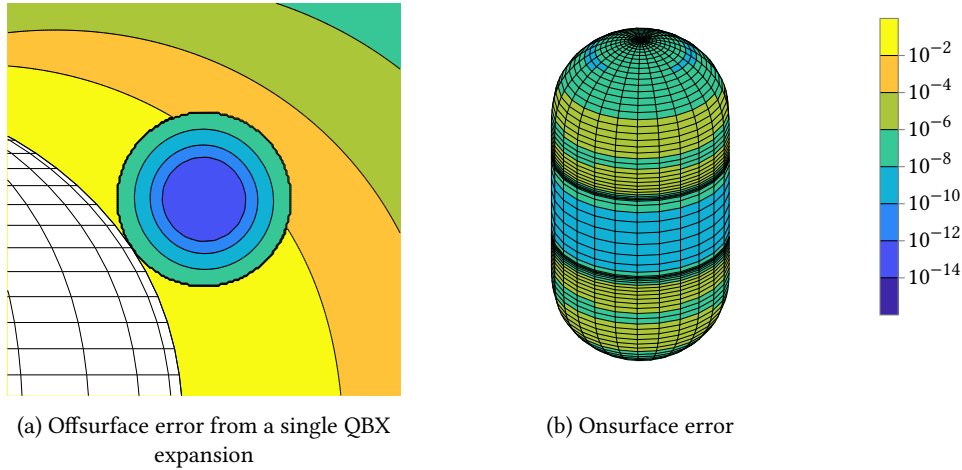 10⁻²
10⁻⁴
10⁻⁶
10⁻⁸
10⁻¹⁰
10⁻¹²
10⁻¹⁴
(a) Offsurface error from a single QBX
expansion
(b) Onsurface error